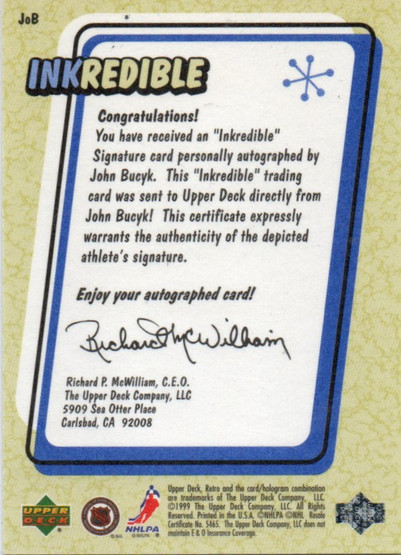 JoB
INKREDIBLE
Congratulations!
You have received an "Inkredible"
Signature card personally autographed by
John Bucyk. This "Inkredible" trading
card was sent to Upper Deck directly from
John Bucyk! This certificate expressly
warrants the authenticity of the depicted
athlete's signature.
Enjoy your autographed card!
Richard McWilliam
Richard P. McWilliam, C.E.O.
The Upper Deck Company, LLC
5909 Sea Otter Place
Carlsbad, CA 92008
UPPER
DECK
NHLPA
Upper Deck, Retro and the card/hologram combination
are trademarks of The Upper Deck Company, LLC.
©1999 The Upper Deck Company, LLC. All Rights
Reserved. Printed in the U.S.A. ©NHLPA ©NHL Resale
Certificate No. 5465. The Upper Deck Company, LLC does not
maintain E & O Insurance Coverage.